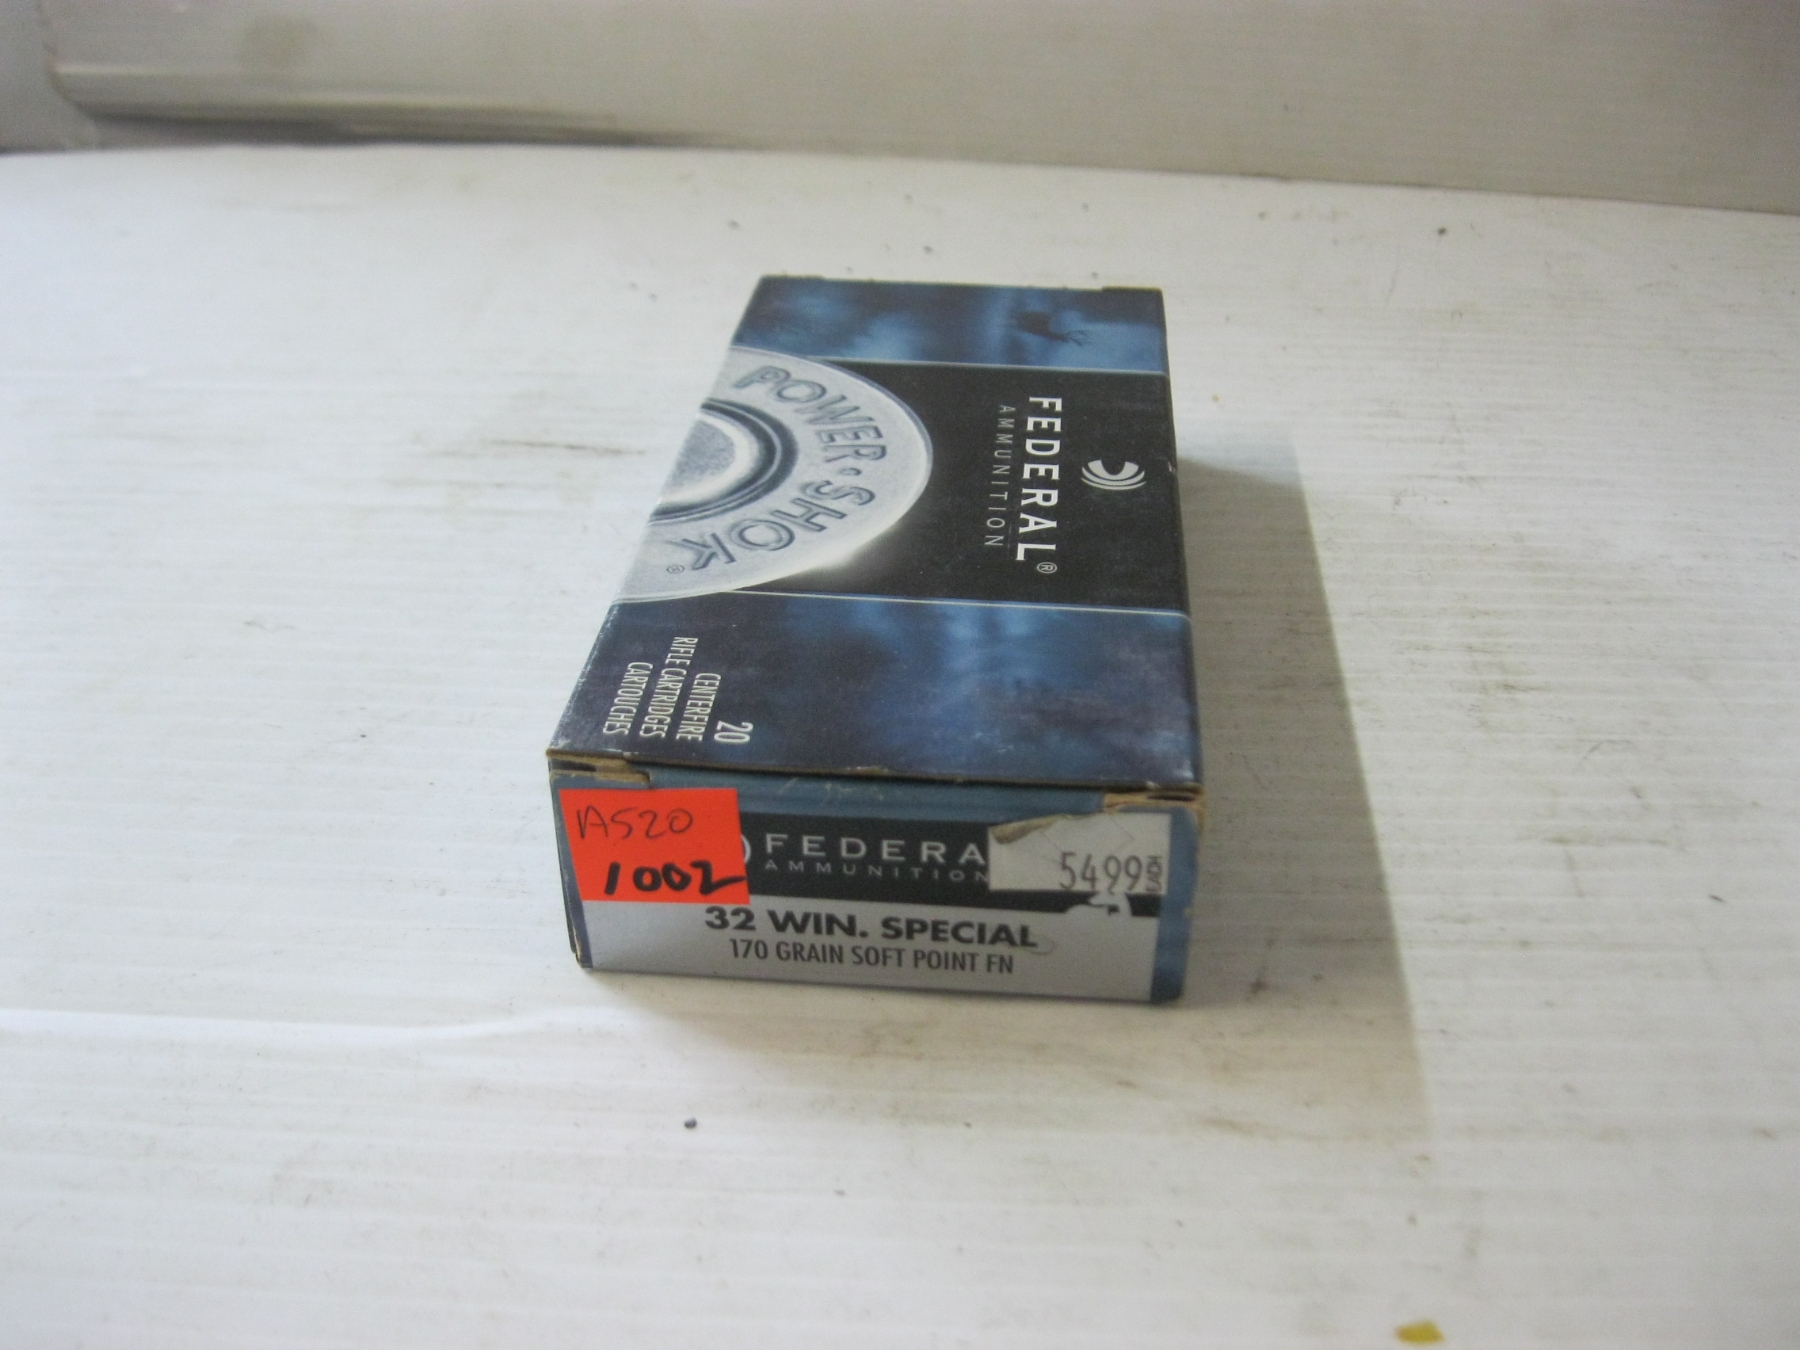 FEDERAL®
AMMUNITION
POWER·SHOK®
20
CENTERFIRE
RIFLE CARTRIDGES
CARTOUCHES
A520
1002
FEDERA
AMMUNITION
5499
32 WIN. SPECIAL
170 GRAIN SOFT POINT FN